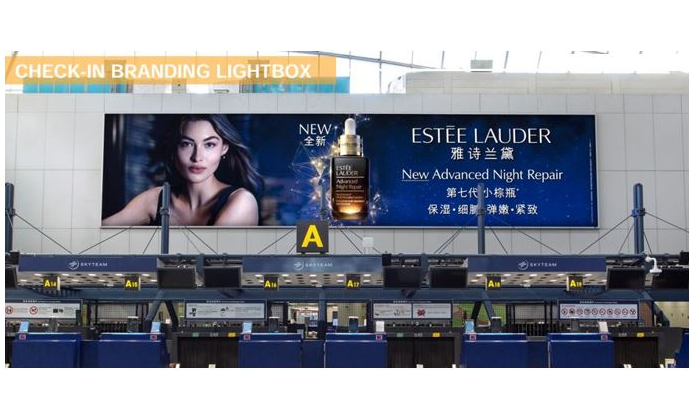 CHECK-IN BRANDING LIGHTBOX
NEW
全新
ESTĒE LAUDER
雅诗兰黛
New Advanced Night Repair
第七代 小棕瓶
保湿·细腻·弹嫩·紧致
ESTĒE
LAUDER
Advanced
Night Repair
A
SKYTEAM
SKYTEAM
SKYTEAM
A14
A15
A16
A17
A18
A19